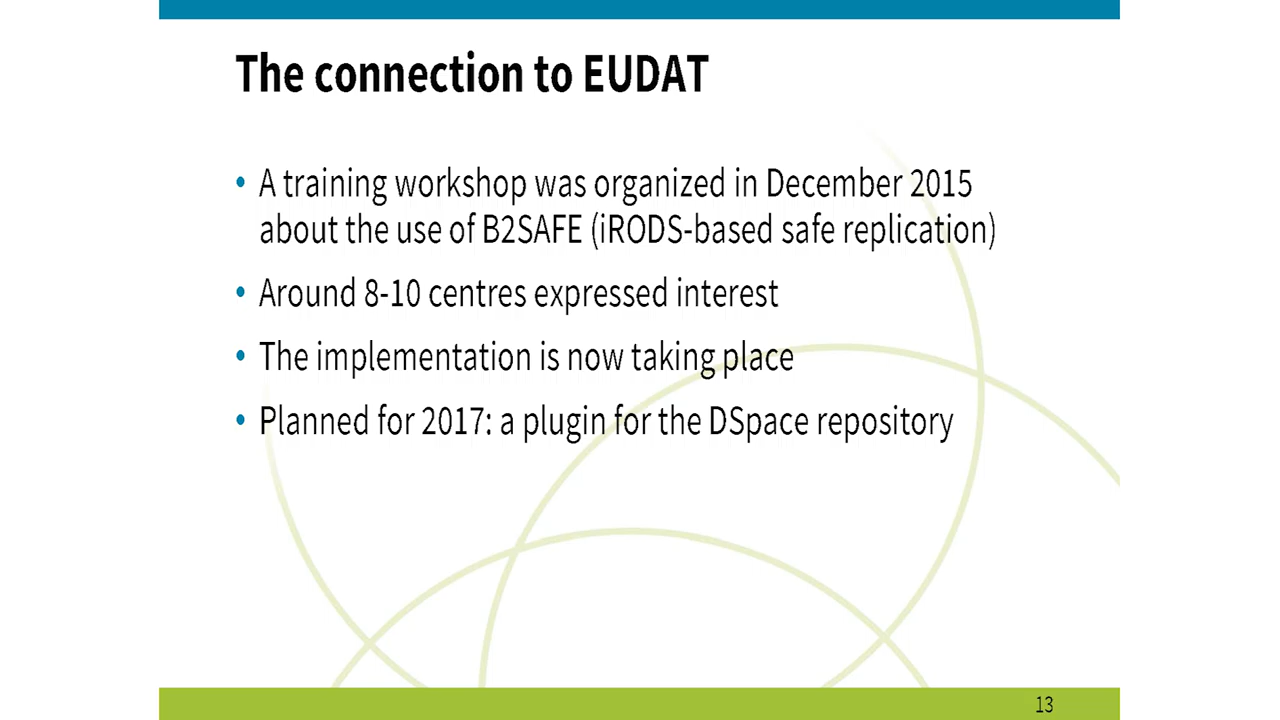 The connection to EUDAT
• A training workshop was organized in December 2015
about the use of B2SAFE (iRODS-based safe replication)
• Around 8-10 centres expressed interest
• The implementation is now taking place
• Planned for 2017: a plugin for the DSpace repository
13